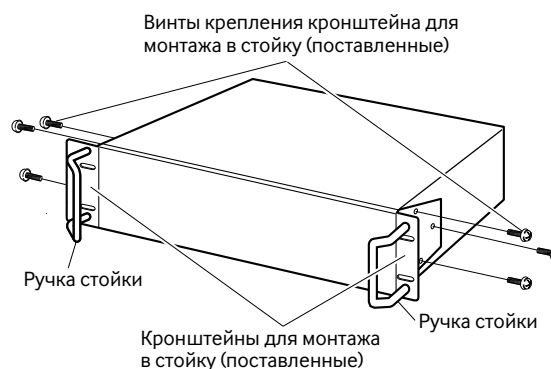 Винты крепления кронштейна для
монтажа в стойку (поставленные)
Ручка стойки
Ручка стойки
Кронштейны для монтажа
в стойку (поставленные)